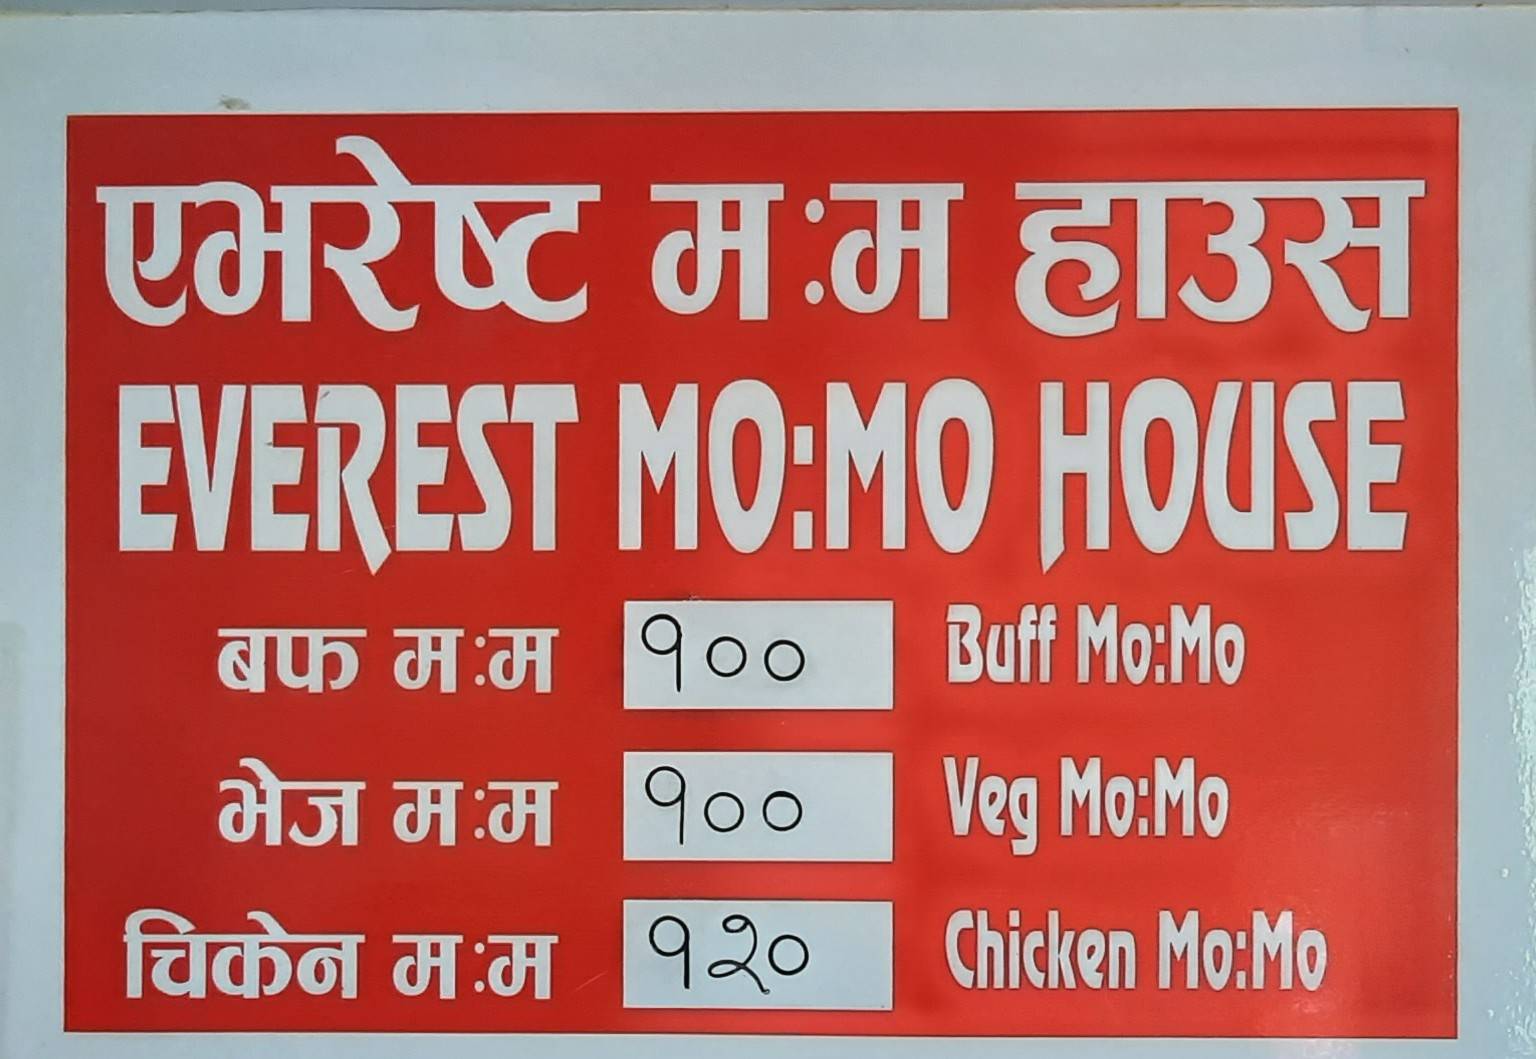 एभरेष्ट म:म हाउस
EVEREST MO:MO HOUSE
बफ म:म १०० Buff Mo:Mo
भेज म:म १०० Veg Mo:Mo
चिकेन म:म १२० Chicken Mo:Mo